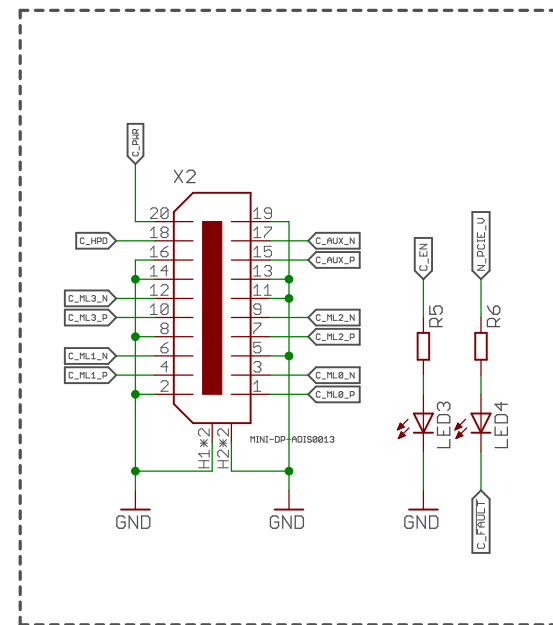 C_PWR
X2
20 19
C_HPD 18 17 C_AUX_N
16 15 C_AUX_P
14 13
C_ML3_N 12 11
C_ML3_P 10 9 C_ML2_N
8 7 C_ML2_P
C_ML1_N 6 5
C_ML1_P 4 3 C_ML0_N
2 1 C_ML0_P
H1*2 H2*2
MINI-DP-ADIS0013
GND GND
C_EN N_PCIE_V
R5 R6
LED3 LED4
GND C_FAULT